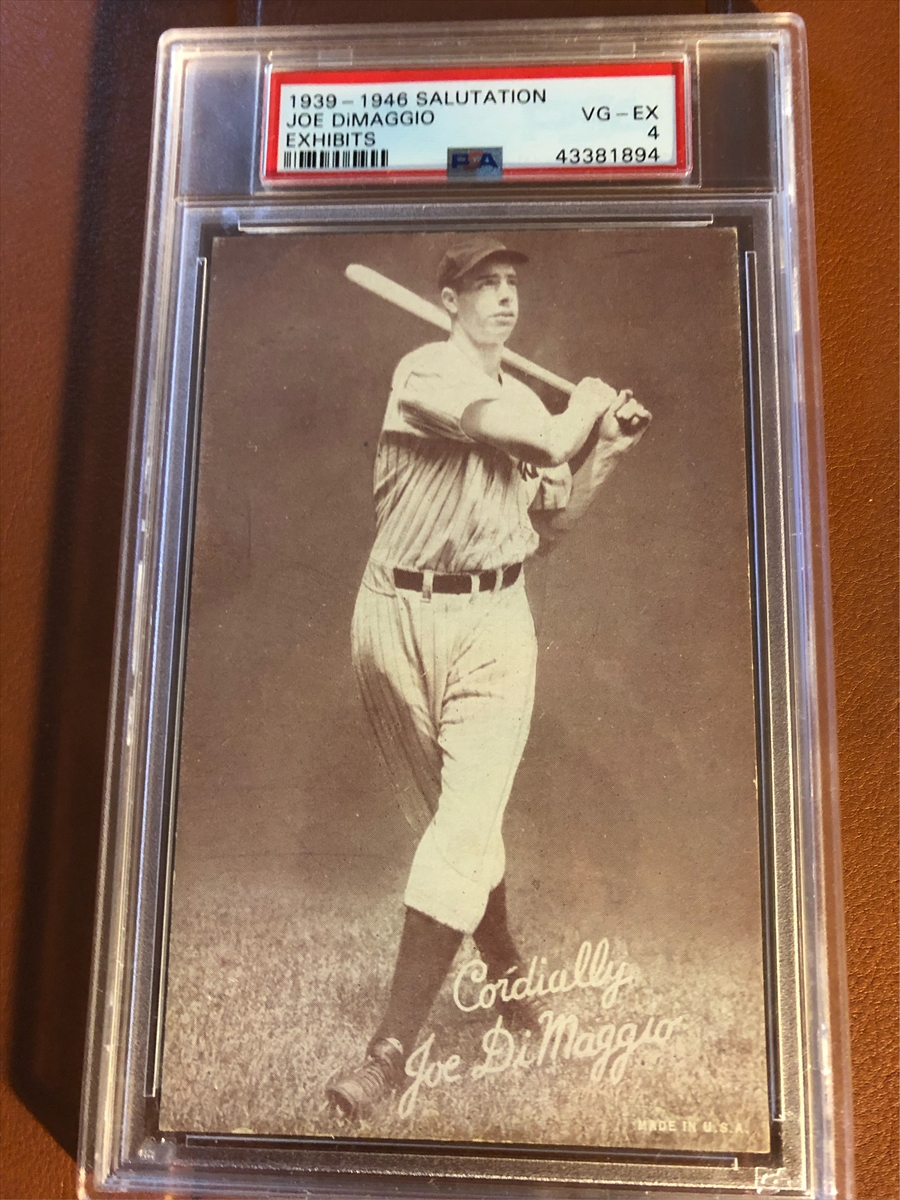 1939 - 1946 SALUTATION
JOE DiMAGGIO VG - EX
EXHIBITS 4
PSA 43381894
Cordially,
Joe DiMaggio
MADE IN U.S.A.